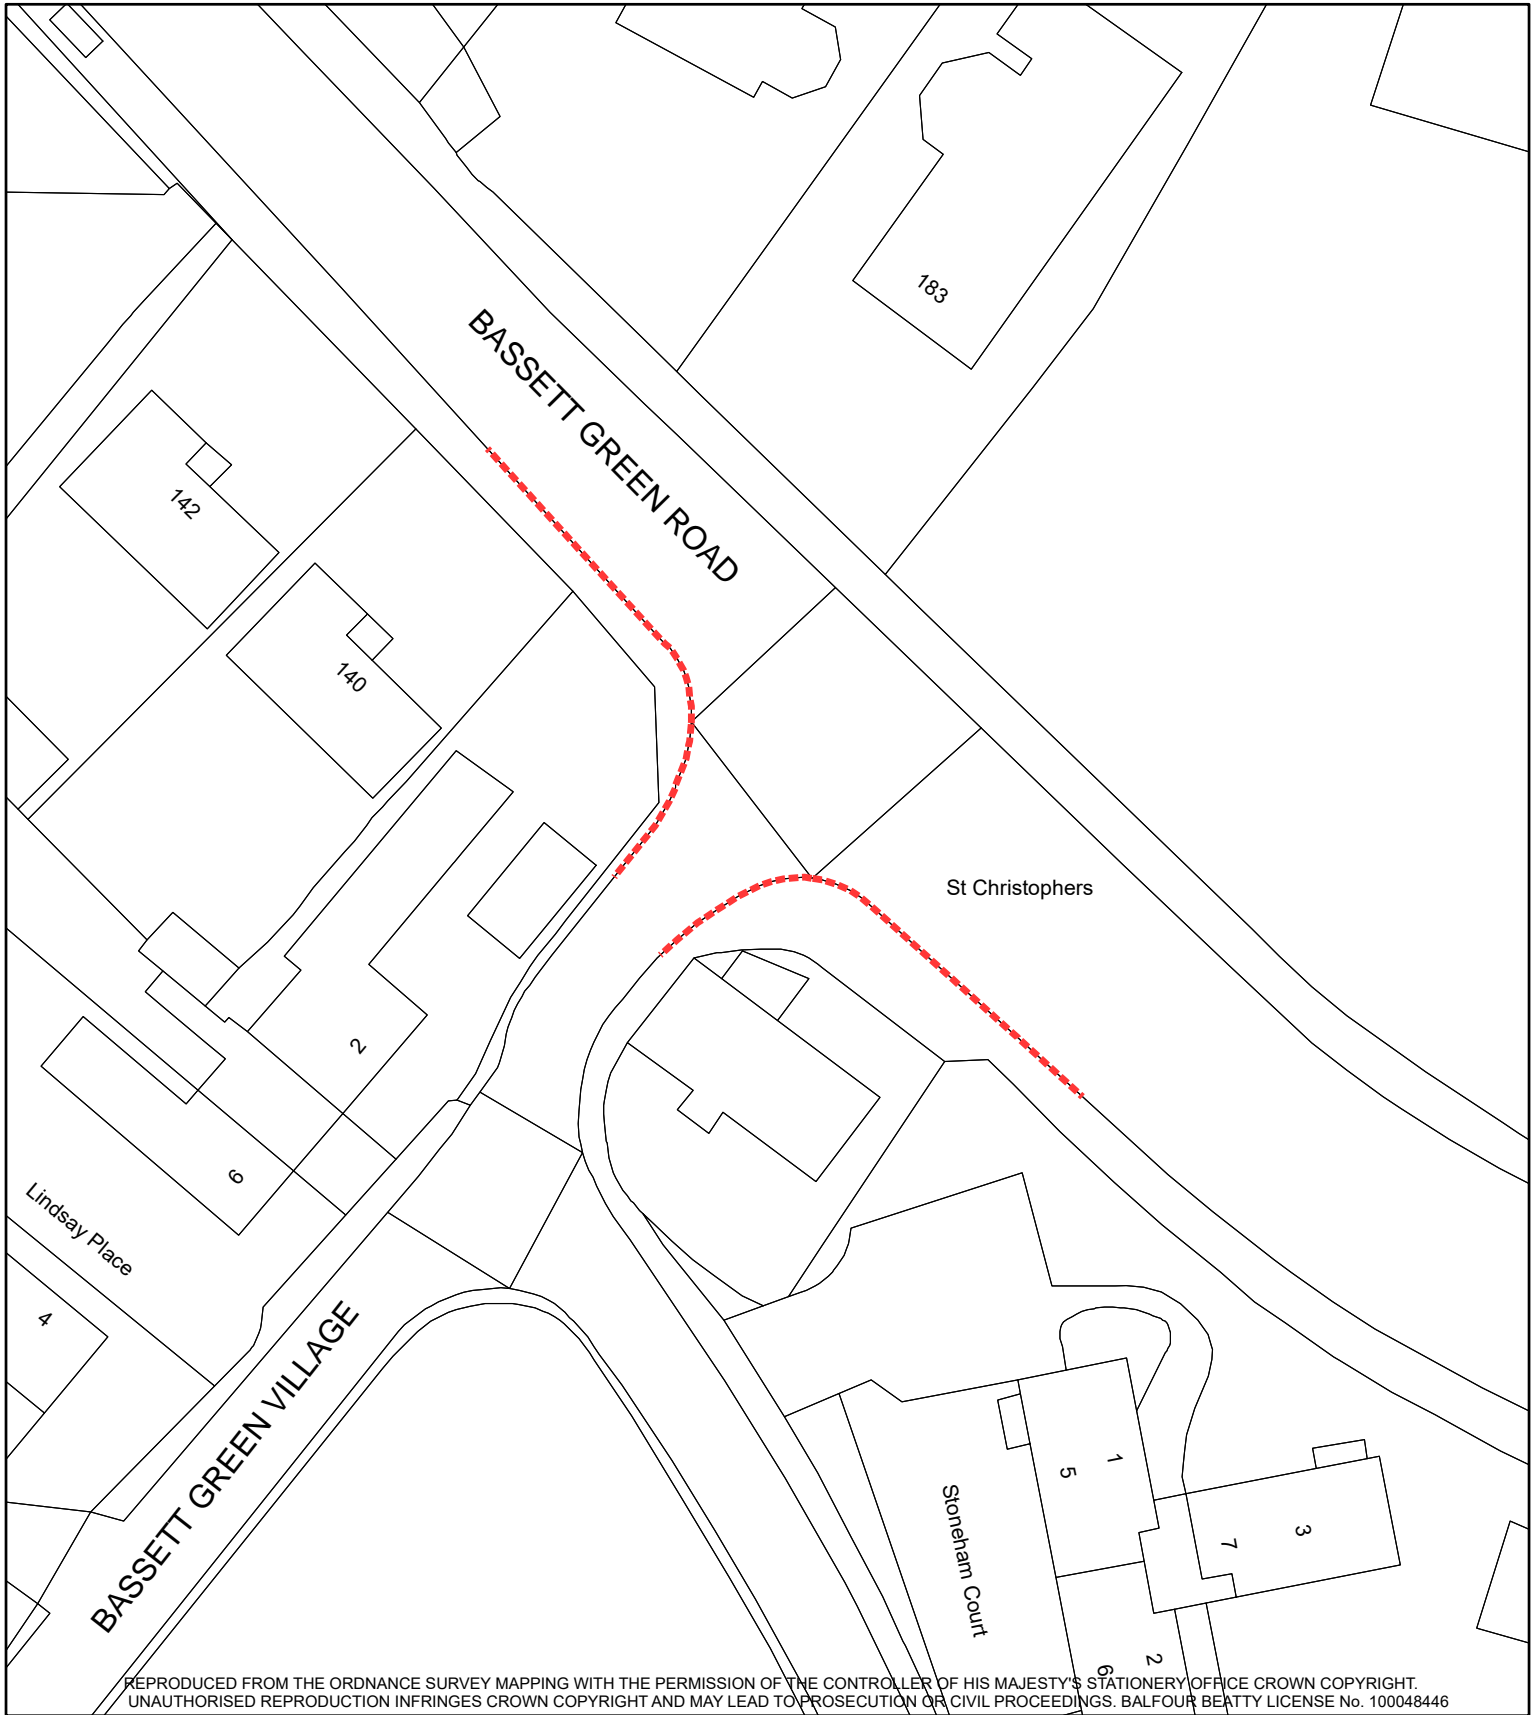 183
BASSETT GREEN ROAD
142
140
St Christophers
2
6
Lindsay Place
4
BASSETT GREEN VILLAGE
1
5
3
7
Stoneham Court
2
6
REPRODUCED FROM THE ORDNANCE SURVEY MAPPING WITH THE PERMISSION OF THE CONTROLLER OF HIS MAJESTY'S STATIONERY OFFICE CROWN COPYRIGHT.
UNAUTHORISED REPRODUCTION INFRINGES CROWN COPYRIGHT AND MAY LEAD TO PROSECUTION OR CIVIL PROCEEDINGS. BALFOUR BEATTY LICENSE No. 100048446